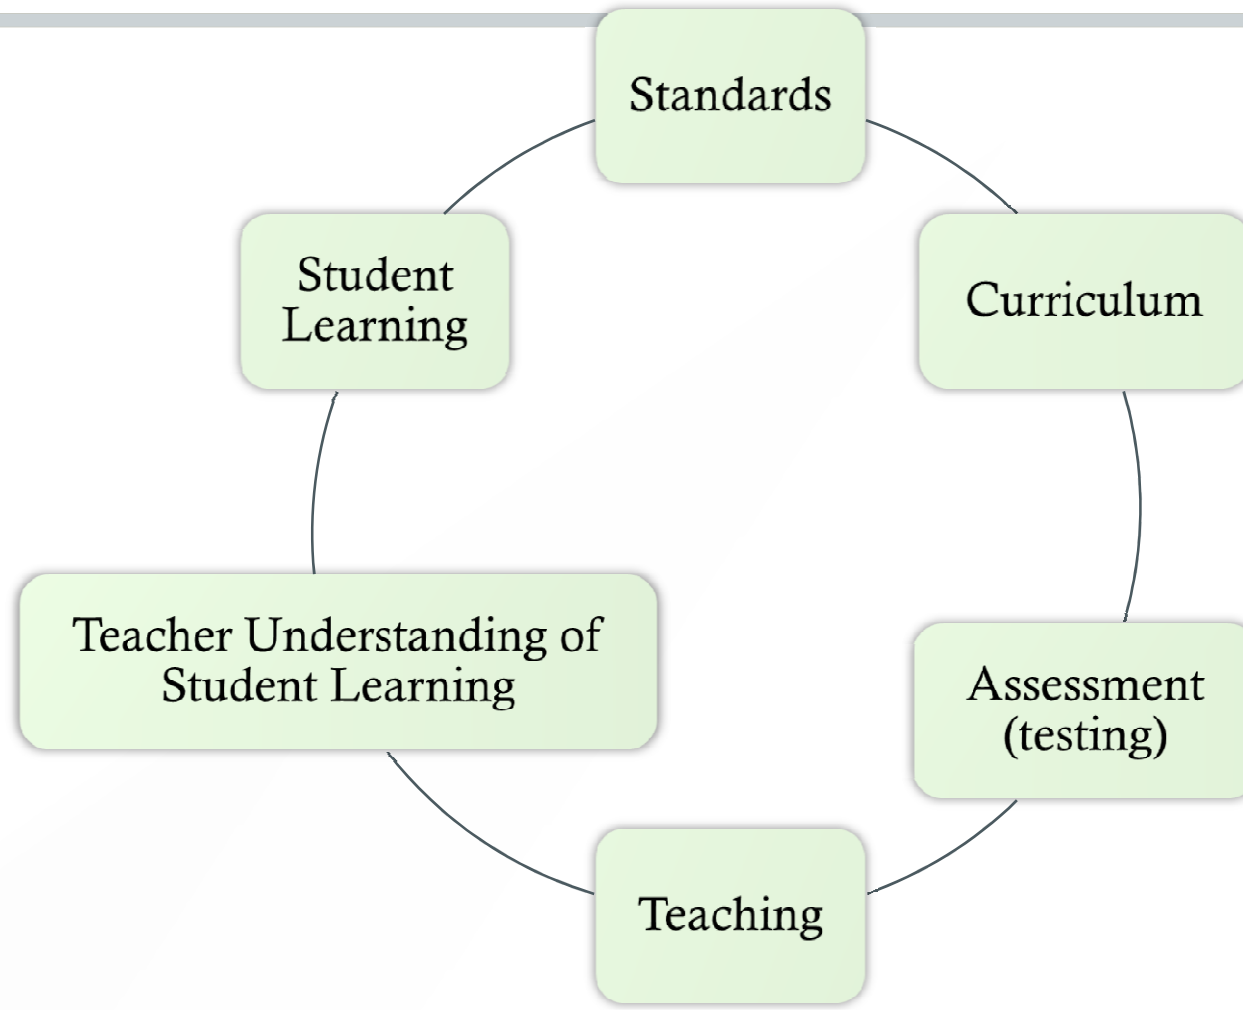 Standards
Curriculum
Assessment
(testing)
Teaching
Teacher Understanding of
Student Learning
Student
Learning